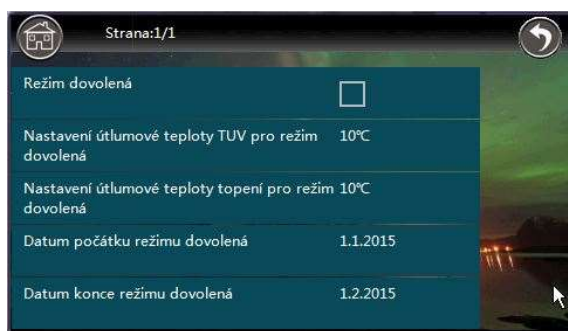 Strana:1/1
Režim dovolená
Nastavení útlumové teploty TUV pro režim 10℃
dovolená
Nastavení útlumové teploty topení pro režim 10℃
dovolená
Datum počátku režimu dovolená 1.1.2015
Datum konce režimu dovolená 1.2.2015